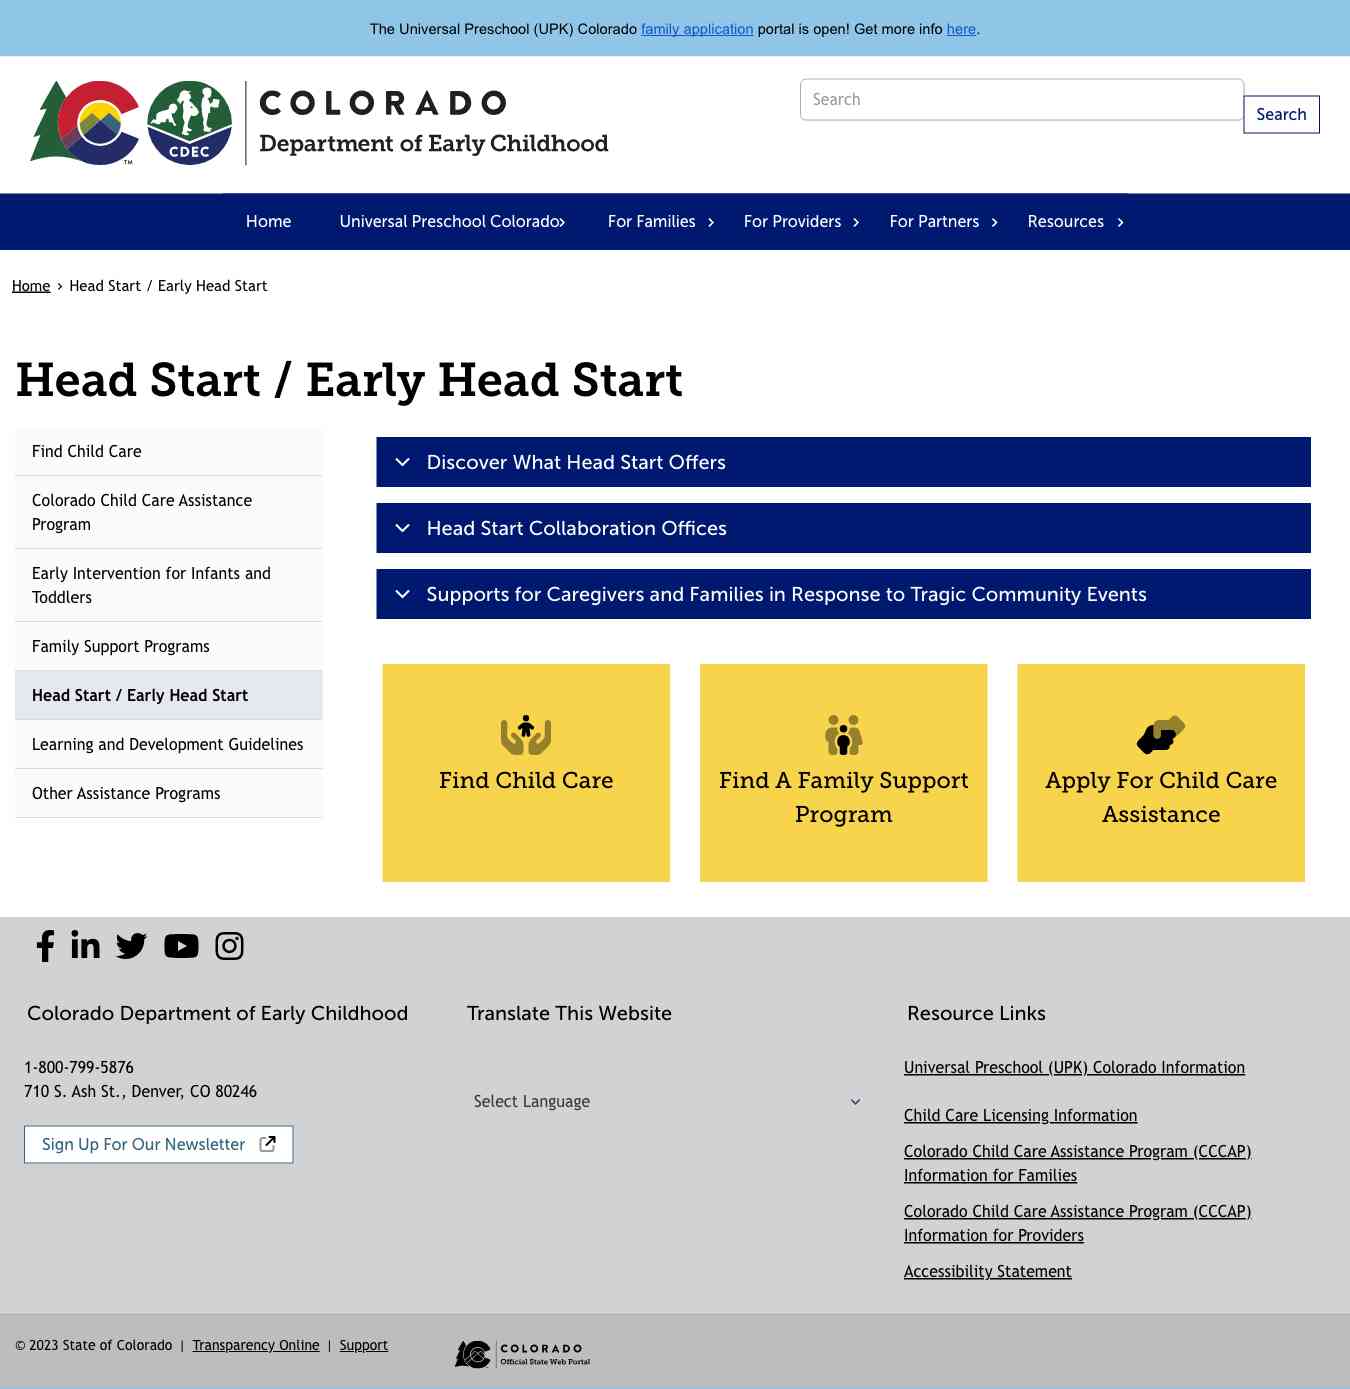 The Universal Preschool (UPK) Colorado family application portal is open! Get more info here.
CDEC
TM
COLORADO
Department of Early Childhood
Search
Search
Home
Universal Preschool Colorado
For Families
For Providers
For Partners
Resources
Home › Head Start / Early Head Start
Head Start / Early Head Start
Find Child Care
Colorado Child Care Assistance
Program
Early Intervention for Infants and
Toddlers
Family Support Programs
Head Start / Early Head Start
Learning and Development Guidelines
Other Assistance Programs
Discover What Head Start Offers
Head Start Collaboration Offices
Supports for Caregivers and Families in Response to Tragic Community Events
Find Child Care
Find A Family Support
Program
Apply For Child Care
Assistance
Colorado Department of Early Childhood
1-800-799-5876
710 S. Ash St., Denver, CO 80246
Sign Up For Our Newsletter
Translate This Website
Select Language
Resource Links
Universal Preschool (UPK) Colorado Information
Child Care Licensing Information
Colorado Child Care Assistance Program (CCCAP)
Information for Families
Colorado Child Care Assistance Program (CCCAP)
Information for Providers
Accessibility Statement
© 2023 State of Colorado | Transparency Online | Support
COLORADO
Official State Web Portal